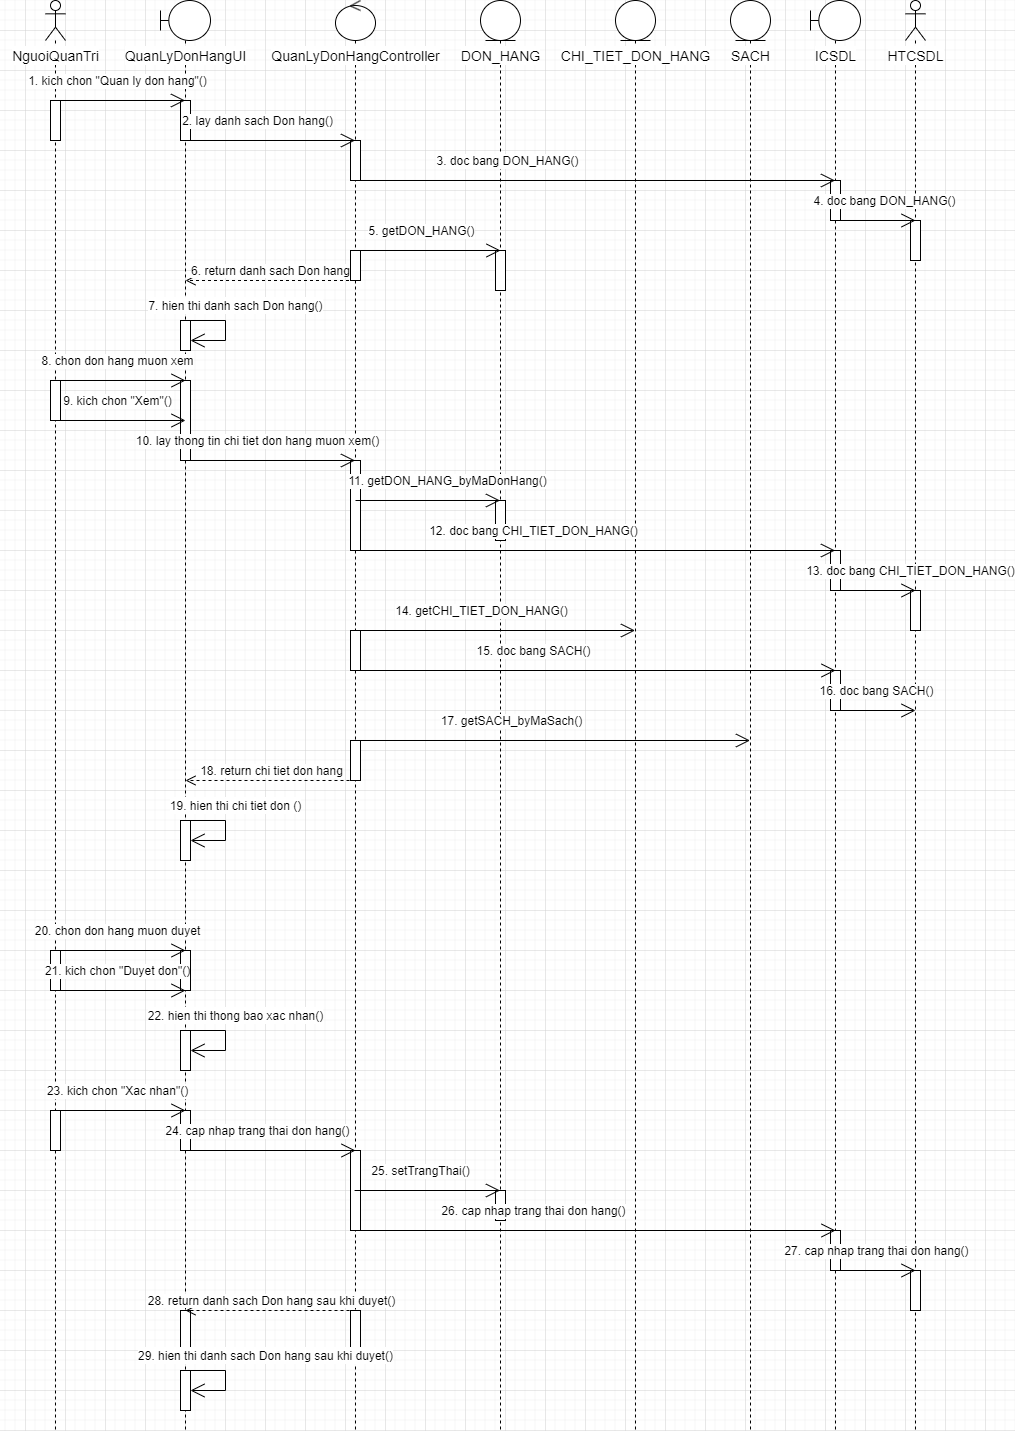 NguoiQuanTri
QuanLyDonHangUI
QuanLyDonHangController
DON_HANG
CHI_TIET_DON_HANG
SACH
ICSDL
HTCSDL
1. kich chon "Quan ly don hang"()
2. lay danh sach Don hang()
3. doc bang DON_HANG()
4. doc bang DON_HANG()
5. getDON_HANG()
6. return danh sach Don hang
7. hien thi danh sach Don hang()
8. chon don hang muon xem
9. kich chon "Xem"()
10. lay thong tin chi tiet don hang muon xem()
11. getDON_HANG_byMaDonHang()
12. doc bang CHI_TIET_DON_HANG()
13. doc bang CHI_TIET_DON_HANG()
14. getCHI_TIET_DON_HANG()
15. doc bang SACH()
16. doc bang SACH()
17. getSACH_byMaSach()
18. return chi tiet don hang
19. hien thi chi tiet don ()
20. chon don hang muon duyet
21. kich chon "Duyet don"()
22. hien thi thong bao xac nhan()
23. kich chon "Xac nhan"()
24. cap nhap trang thai don hang()
25. setTrangThai()
26. cap nhap trang thai don hang()
27. cap nhap trang thai don hang()
28. return danh sach Don hang sau khi duyet()
29. hien thi danh sach Don hang sau khi duyet()